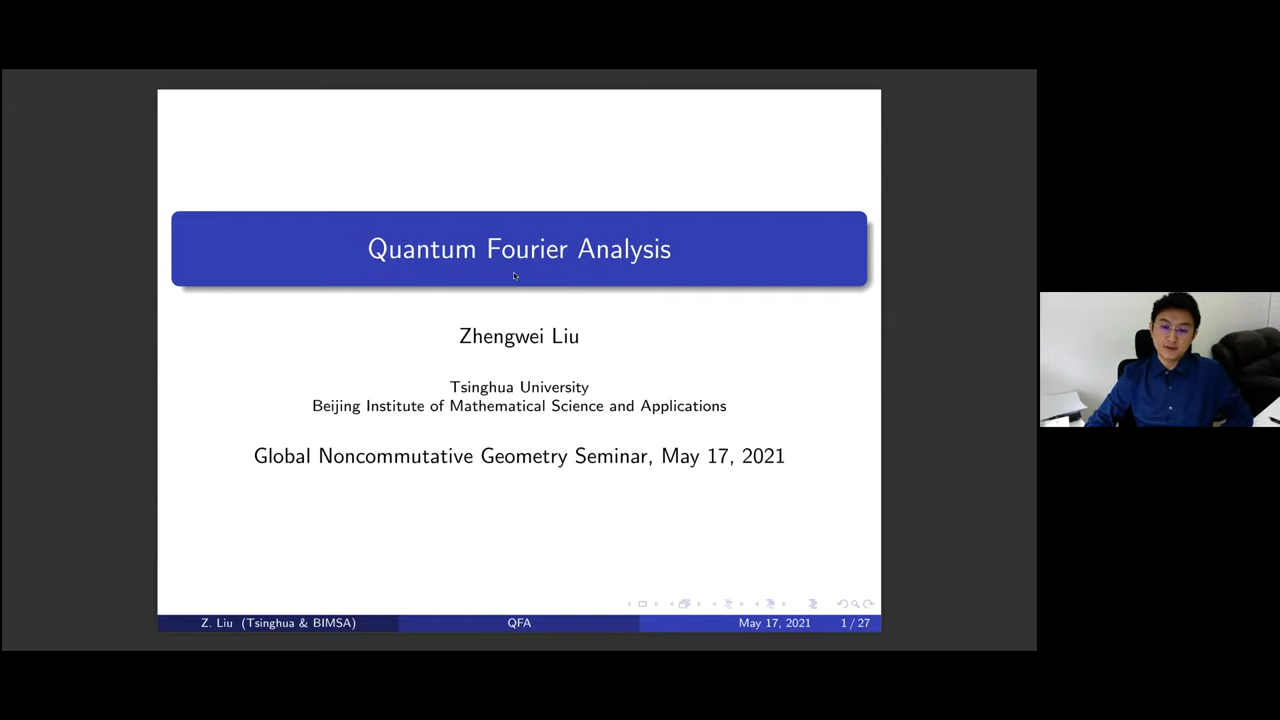 Quantum Fourier Analysis
Zhengwei Liu
Tsinghua University
Beijing Institute of Mathematical Science and Applications
Global Noncommutative Geometry Seminar, May 17, 2021
Z. Liu (Tsinghua & BIMSA) QFA May 17, 2021 1 / 27